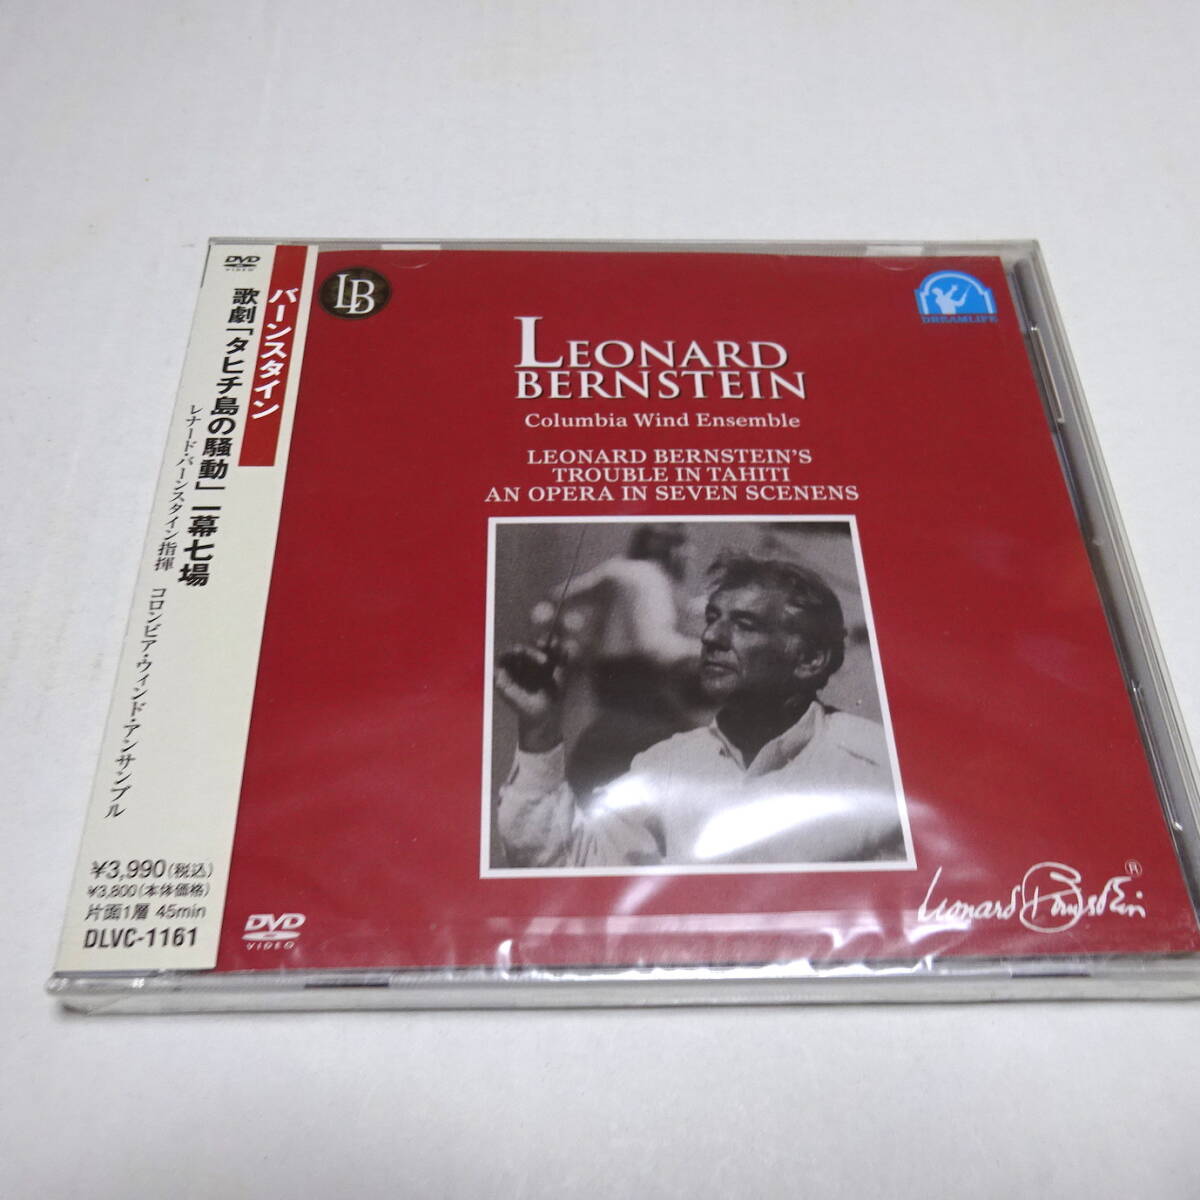 DVD
VIDEO
バーンスタイン
歌劇「タヒチ島の騒動」一幕七場
レナード・バーンスタイン指揮 コロンビア・ウィンド・アンサンブル
¥3,990(税込)
¥3,800(本体価格)
片面1層 45min
DLVC-1161
LB
DREAMLIFE
LEONARD
BERNSTEIN
Columbia Wind Ensemble
LEONARD BERNSTEIN'S
TROUBLE IN TAHITI
AN OPERA IN SEVEN SCENENS
DVD
VIDEO
Leonard Bernstein ®